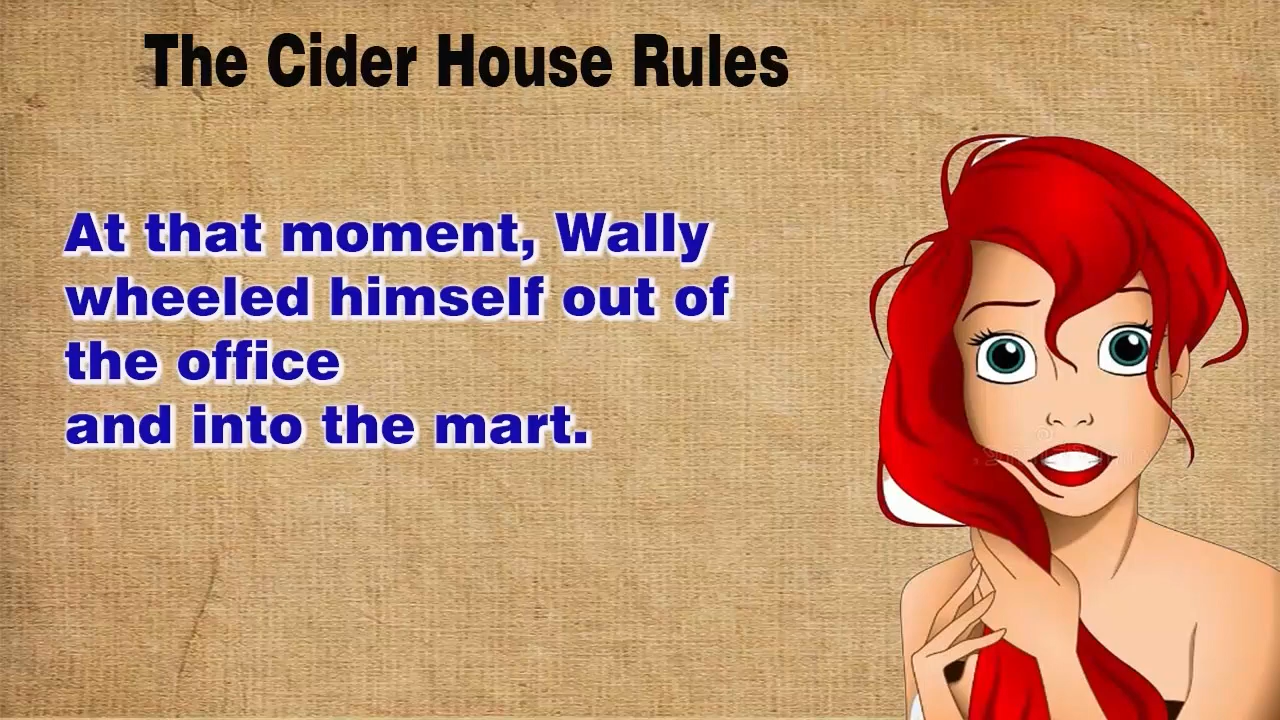 The Cider House Rules
At that moment, Wally
wheeled himself out of
the office
and into the mart.